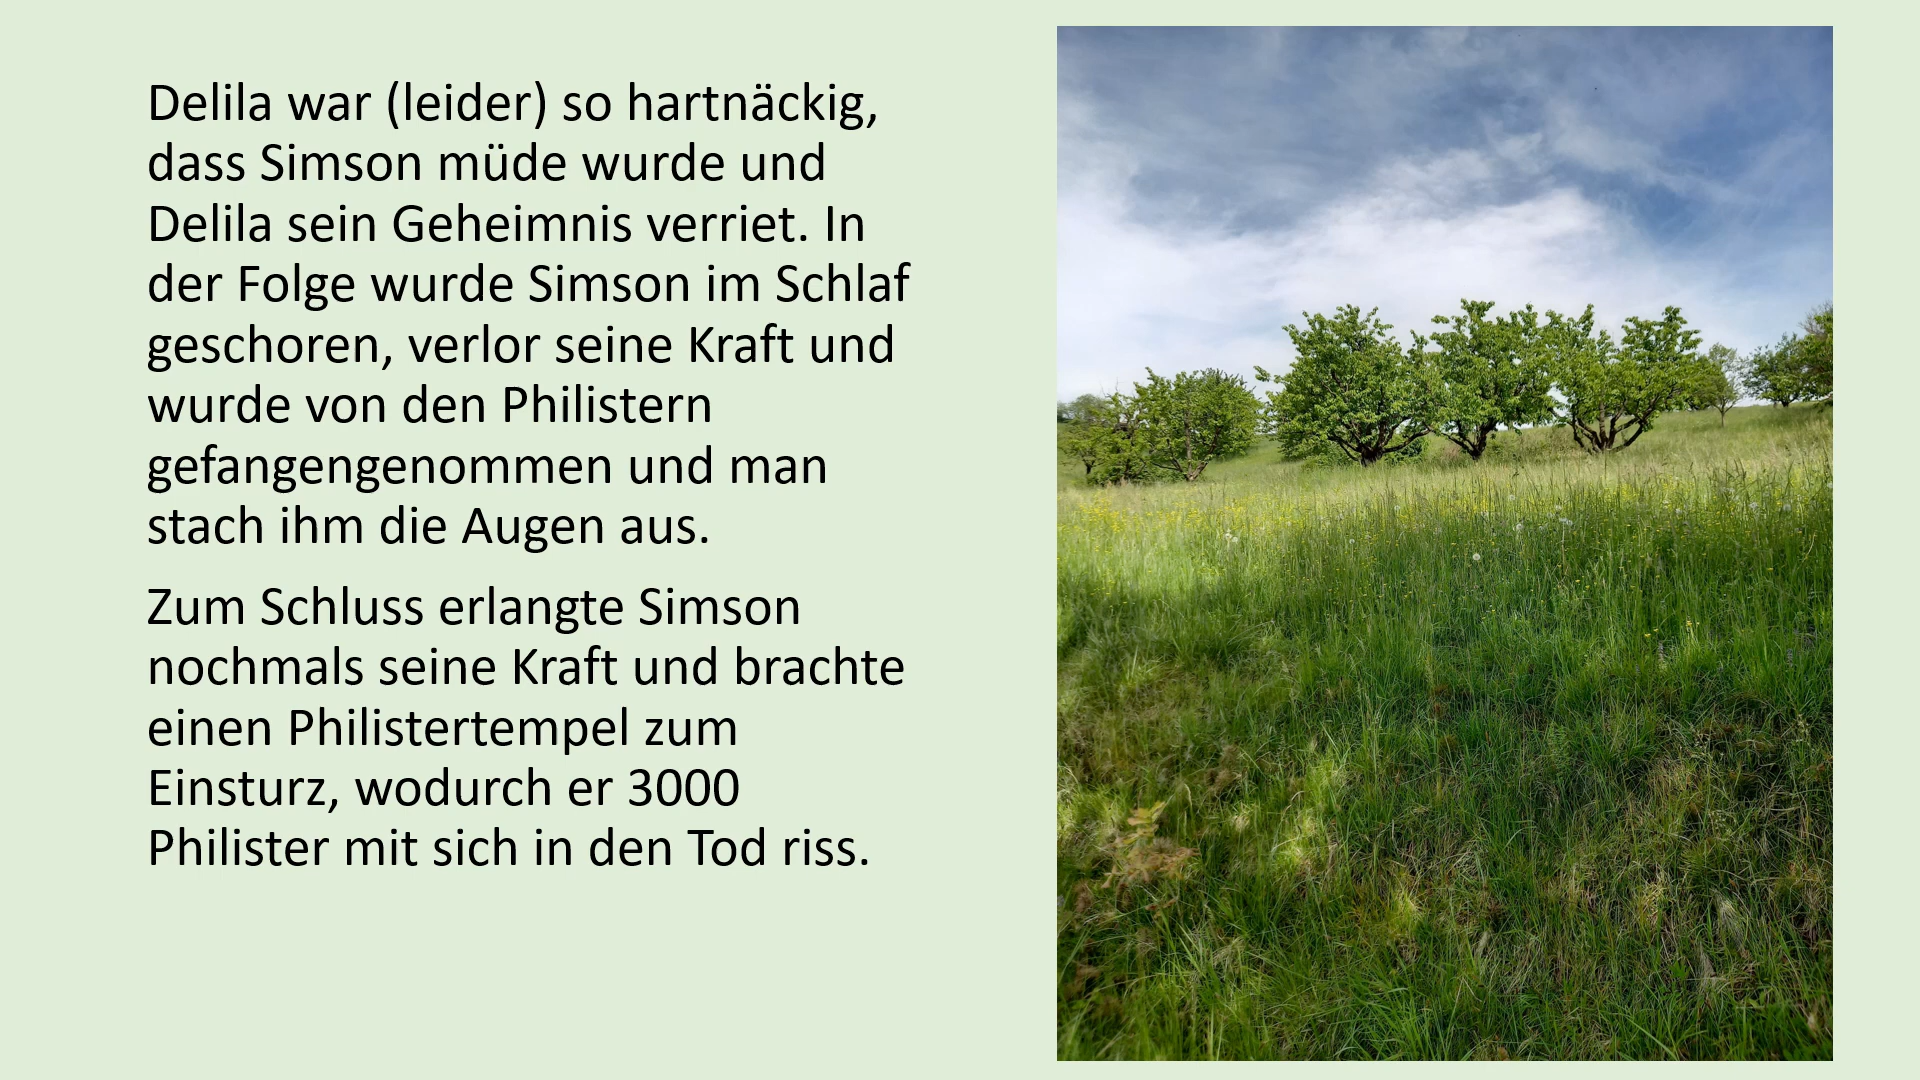 Delila war (leider) so hartnäckig,
dass Simson müde wurde und
Delila sein Geheimnis verriet. In
der Folge wurde Simson im Schlaf
geschoren, verlor seine Kraft und
wurde von den Philistern
gefangengenommen und man
stach ihm die Augen aus.
Zum Schluss erlangte Simson
nochmals seine Kraft und brachte
einen Philistertempel zum
Einsturz, wodurch er 3000
Philister mit sich in den Tod riss.